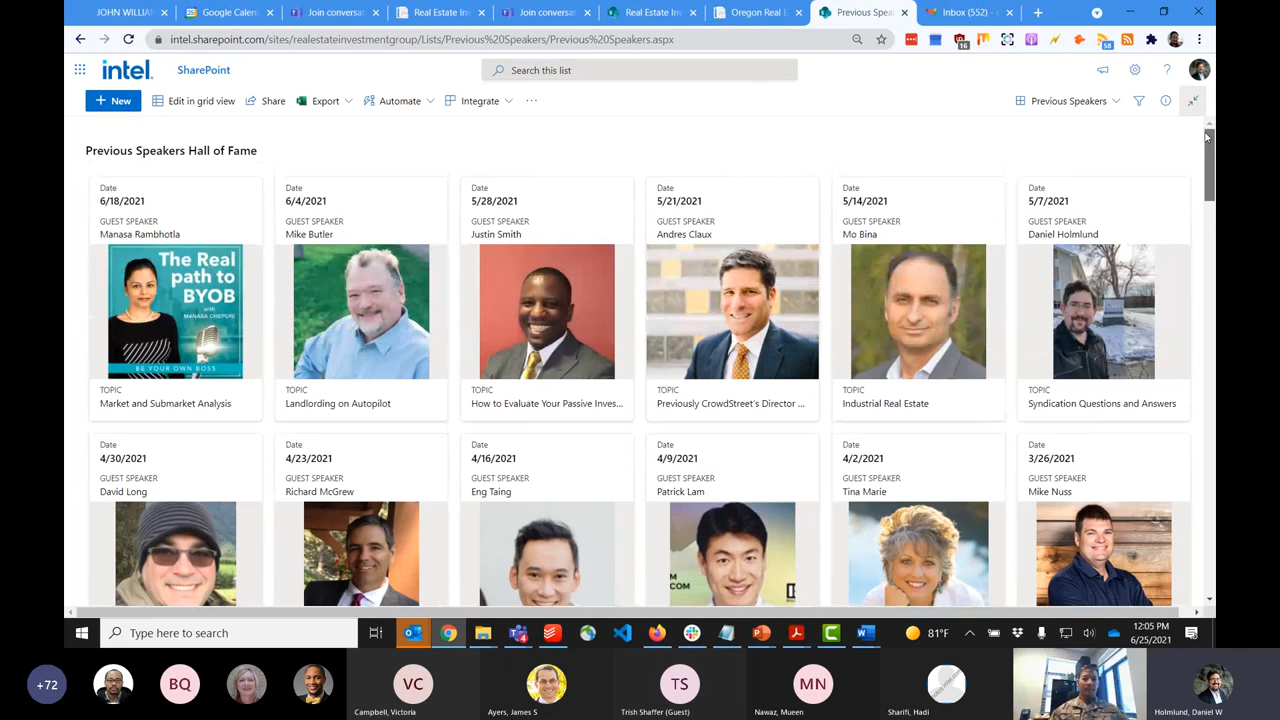 JOHN WILLIA
Google Calen
Join conversat
Real Estate Inv
Join conversat
Real Estate Inv
Oregon Real E
Previous Speak
Inbox (552) - c
intel.sharepoint.com/sites/realestateinvestmentgroup/Lists/Previous%20Speakers/Previous%20Speakers.aspx
16
58
intel.
SharePoint
Search this list
New
Edit in grid view
Share
Export
Automate
Integrate
Previous Speakers
Previous Speakers Hall of Fame
Date
6/18/2021
GUEST SPEAKER
Manasa Rambhotla
The Real
path to
BYOB
with
MANASA CHEPURI
BE YOUR OWN BOSS
TOPIC
Market and Submarket Analysis
Date
6/4/2021
GUEST SPEAKER
Mike Butler
TOPIC
Landlording on Autopilot
Date
5/28/2021
GUEST SPEAKER
Justin Smith
TOPIC
How to Evaluate Your Passive Inves...
Date
5/21/2021
GUEST SPEAKER
Andres Claux
TOPIC
Previously CrowdStreet's Director ...
Date
5/14/2021
GUEST SPEAKER
Mo Bina
TOPIC
Industrial Real Estate
Date
5/7/2021
GUEST SPEAKER
Daniel Holmlund
TOPIC
Syndication Questions and Answers
Date
4/30/2021
GUEST SPEAKER
David Long
Date
4/23/2021
GUEST SPEAKER
Richard McGrew
Date
4/16/2021
GUEST SPEAKER
Eng Taing
Date
4/9/2021
GUEST SPEAKER
Patrick Lam
Date
4/2/2021
GUEST SPEAKER
Tina Marie
Date
3/26/2021
GUEST SPEAKER
Mike Nuss
Type here to search
4
81°F
12:05 PM
6/25/2021
+72
BQ
VC
Campbell, Victoria
Ayers, James S
TS
Trish Shaffer (Guest)
MN
Nawaz, Mueen
Sharifi, Hadi
Holmlund, Daniel W